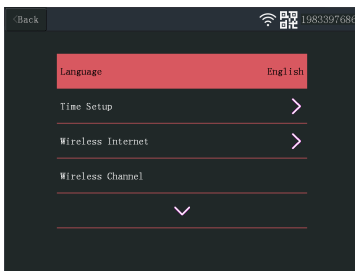 <Back
1983397686
Language English
Time Setup
Wireless Internet
Wireless Channel